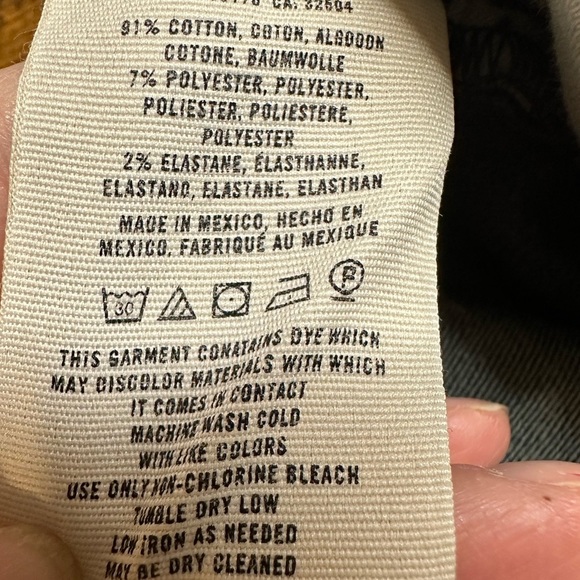 CA: 32504
91% COTTON, COTON, ALGODON
COTONE, BAUMWOLLE
7% POLYESTER, POLYESTER,
POLIESTER, POLIESTERE,
POLYESTER
2% ELASTANE, ÉLASTHANNE,
ELASTANO, ELASTANE, ELASTHAN
MADE IN MEXICO, HECHO EN
MEXICO, FABRIQUÉ AU MEXIQUE
30 P
THIS GARMENT CONATAINS DYE WHICH
MAY DISCOLOR MATERIALS WITH WHICH
IT COMES IN CONTACT
MACHINE WASH COLD
WITH LIKE COLORS
USE ONLY NON-CHLORINE BLEACH
TUMBLE DRY LOW
LOW IRON AS NEEDED
MAY BE DRY CLEANED